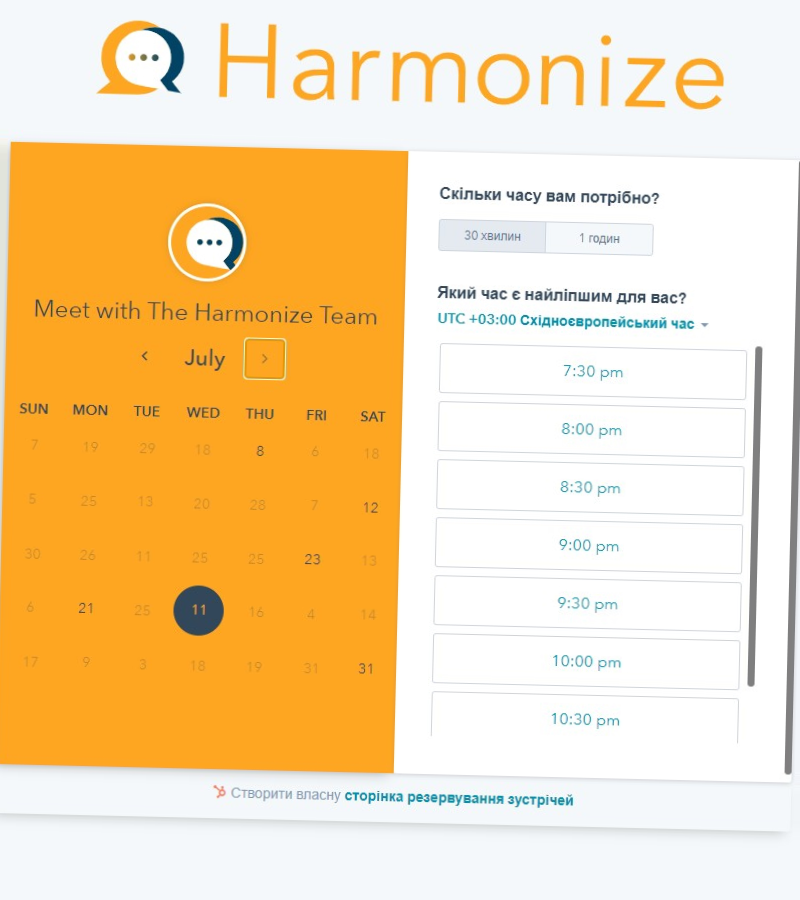 Harmonize
Meet with The Harmonize Team
July
SUN MON TUE WED THU FRI SAT
7 19 29 18 8 6 18
5 25 13 20 28 7 12
30 26 11 25 25 23 13
6 21 25 11 16 4 14
17 9 3 18 19 31 31
Скільки часу вам потрібно?
30 хвилин 1 годин
Який час є найліпшим для вас?
UTC +03:00 Східноєвропейський час
7:30 pm
8:00 pm
8:30 pm
9:00 pm
9:30 pm
10:00 pm
10:30 pm
Створити власну сторінка резервування зустрічей